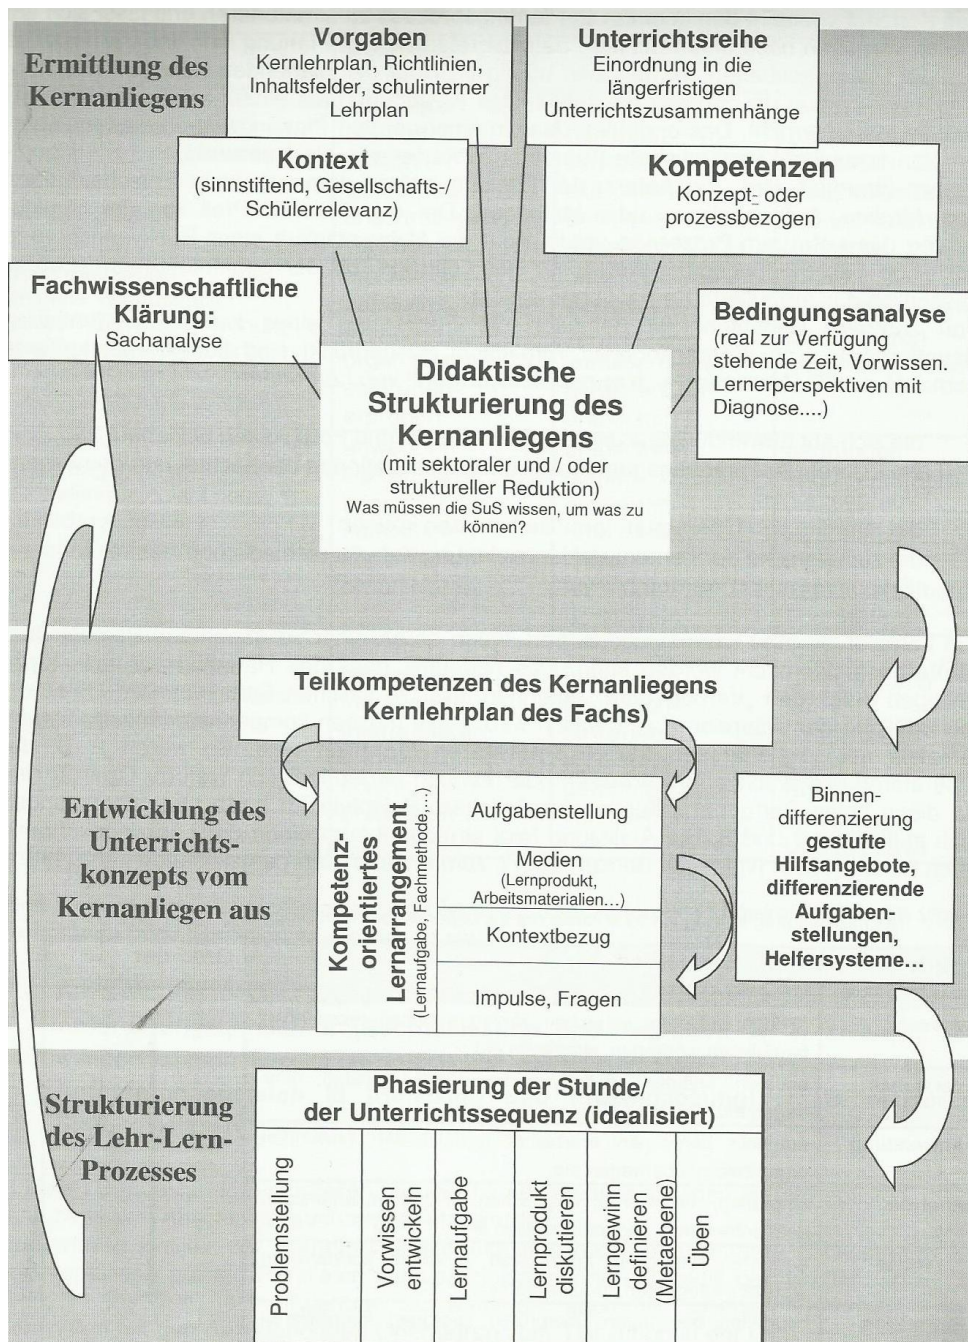 Ermittlung des
Kernanliegens
Vorgaben
Kernlehrplan, Richtlinien,
Inhaltsfelder, schulinterner
Lehrplan
Unterrichtsreihe
Einordnung in die
längerfristigen
Unterrichtszusammenhänge
Kontext
(sinnstiftend, Gesellschafts-/
Schülerrelevanz)
Kompetenzen
Konzept- oder
prozessbezogen
Fachwissenschaftliche
Klärung:
Sachanalyse
Bedingungsanalyse
(real zur Verfügung
stehende Zeit, Vorwissen.
Lernerperspektiven mit
Diagnose....)
Didaktische
Strukturierung des
Kernanliegens
(mit sektoraler und / oder
struktureller Reduktion)
Was müssen die SuS wissen, um was zu
können?
Teilkompetenzen des Kernanliegens
Kernlehrplan des Fachs)
Entwicklung des
Unterrichts-
konzepts vom
Kernanliegen aus
Kompetenz-
orientiertes
Lernarrangement
(Lernaufgabe, Fachmethode,...)
Aufgabenstellung
Medien
(Lernprodukt,
Arbeitsmaterialien...)
Kontextbezug
Impulse, Fragen
Binnen-
differenzierung
gestufte
Hilfsangebote,
differenzierende
Aufgaben-
stellungen,
Helfersysteme...
Strukturierung
des Lehr-Lern-
Prozesses
Phasierung der Stunde/
der Unterrichtssequenz (idealisiert)
Problemstellung
Vorwissen
entwickeln
Lernaufgabe
Lernprodukt
diskutieren
Lerngewinn
definieren
(Metaebene)
Üben